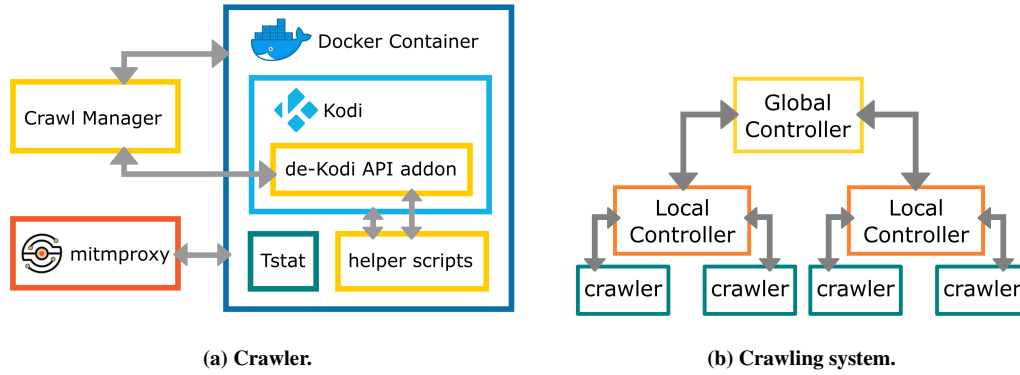 Docker Container
Crawl Manager
Kodi
de-Kodi API addon
mitmproxy
Tstat
helper scripts
(a) Crawler.
Global
Controller
Local
Controller
Local
Controller
crawler
crawler
crawler
crawler
(b) Crawling system.